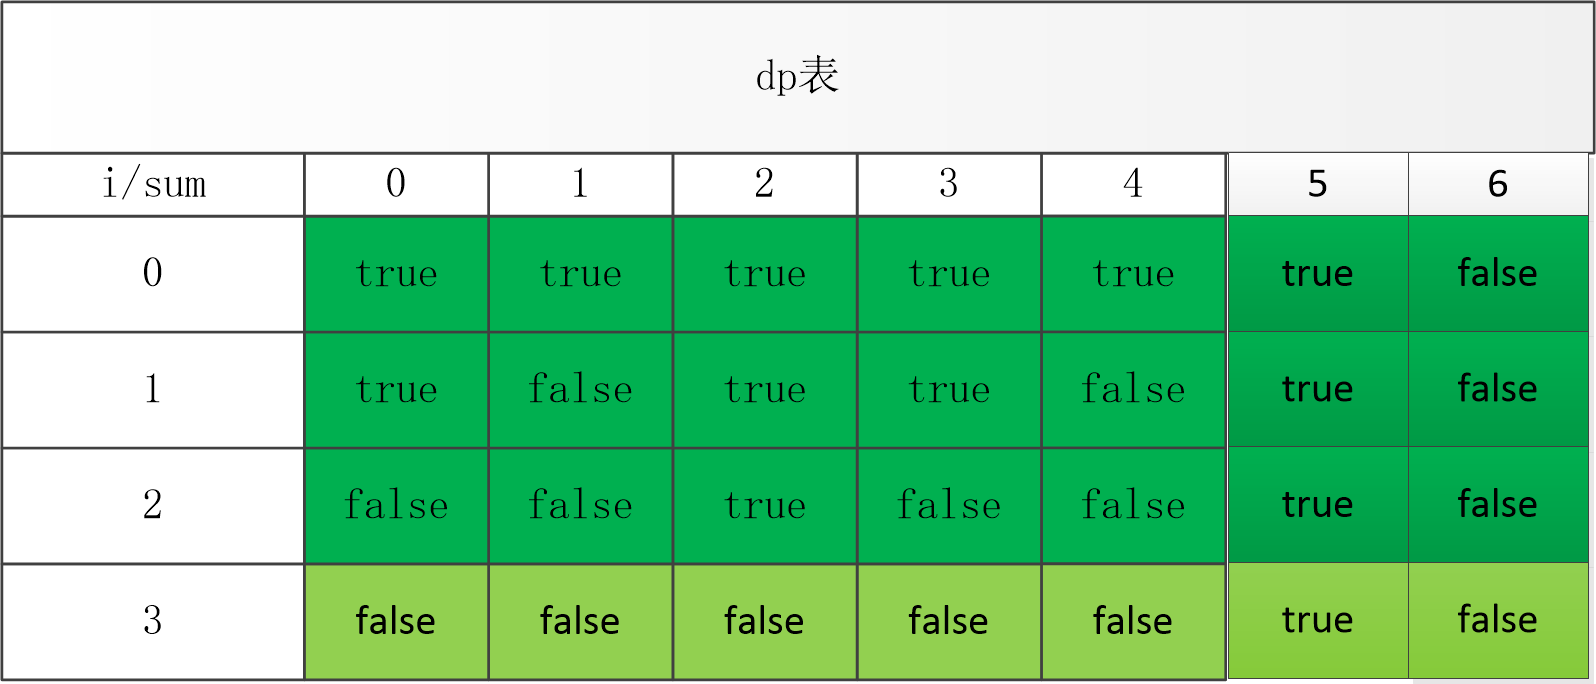 dp表
i/sum 0 1 2 3 4 5 6
0 true true true true true true false
1 true false true true false true false
2 false false true false false true false
3 false false false false false true false